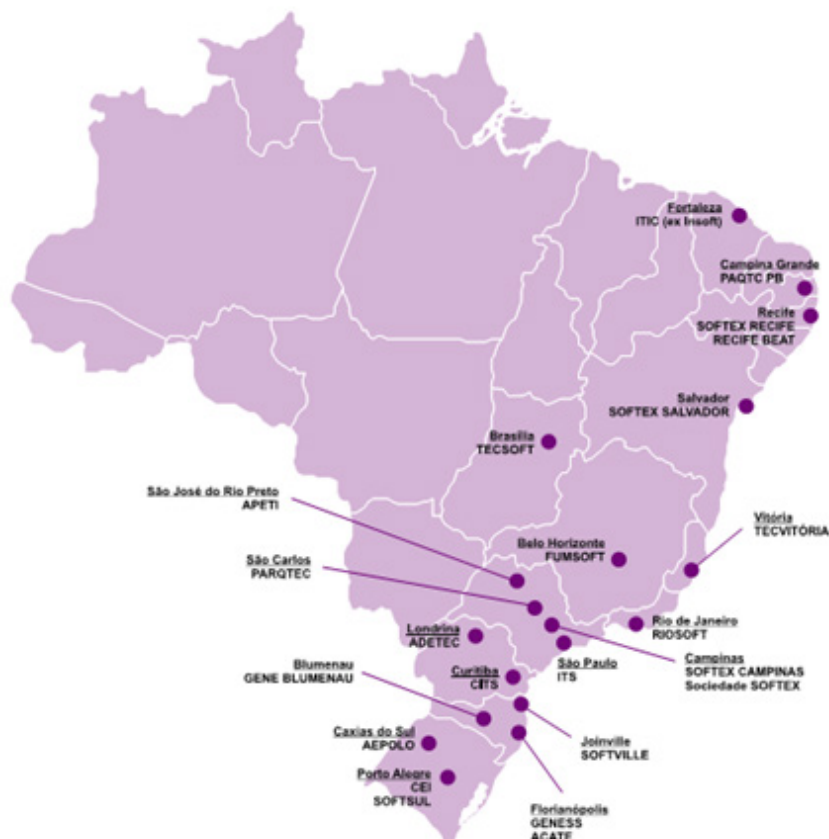 Fortaleza
ITIC (ex Insoft)
Campina Grande
PAQTC PB
Recife
SOFTEX RECIFE
RECIFE BEAT
Salvador
SOFTEX SALVADOR
Brasília
TECSOFT
São José do Rio Preto
APETI
Vitória
TECVITÓRIA
Belo Horizonte
FUMSOFT
São Carlos
PARQTEC
Rio de Janeiro
RIOSOFT
Londrina
ADETEC
São Paulo
ITS
Campinas
SOFTEX CAMPINAS
Sociedade SOFTEX
Blumenau
GENE BLUMENAU
Curitiba
CITS
Caxias do Sul
AEPOLO
Joinville
SOFTVILLE
Porto Alegre
CEI
SOFTSUL
Florianópolis
GENESS
ACATE